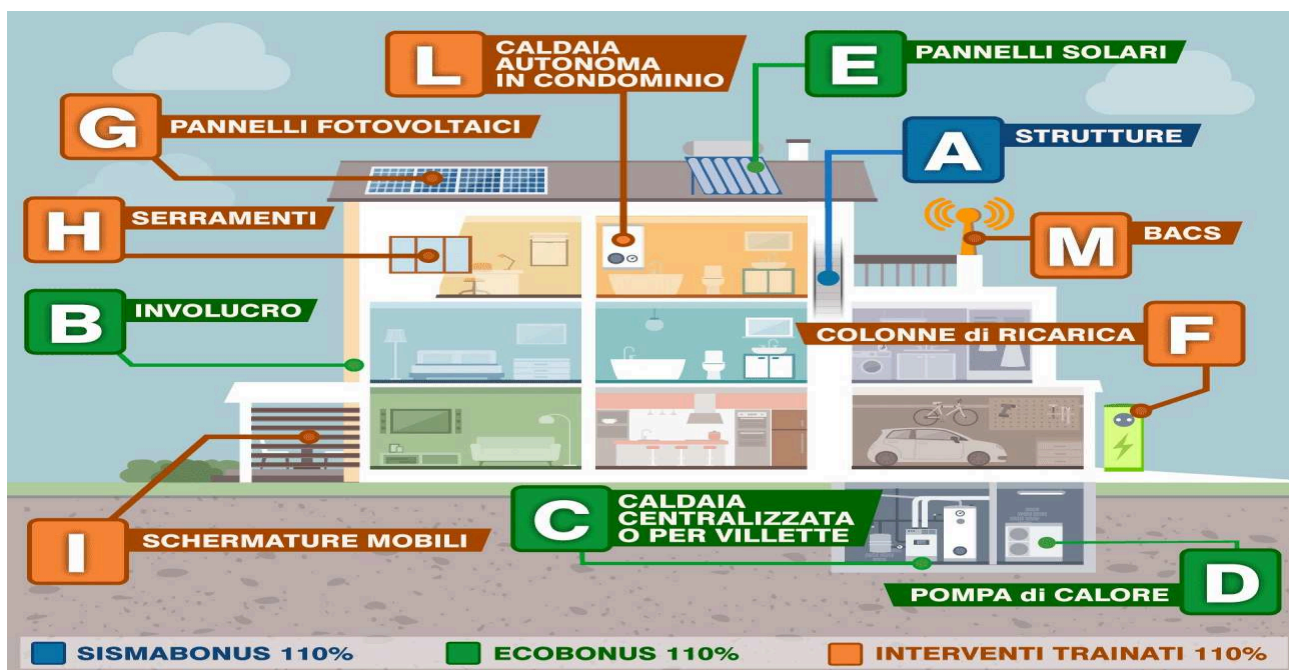 L
CALDAIA
AUTONOMA
IN CONDOMINIO
E
PANNELLI SOLARI
G
PANNELLI FOTOVOLTAICI
A
STRUTTURE
H
SERRAMENTI
M
BACS
B
INVOLUCRO
COLONNE di RICARICA
F
I
SCHERMATURE MOBILI
C
CALDAIA
CENTRALIZZATA
O PER VILLETTE
POMPA di CALORE
D
SISMABONUS 110%
ECOBONUS 110%
INTERVENTI TRAINATI 110%